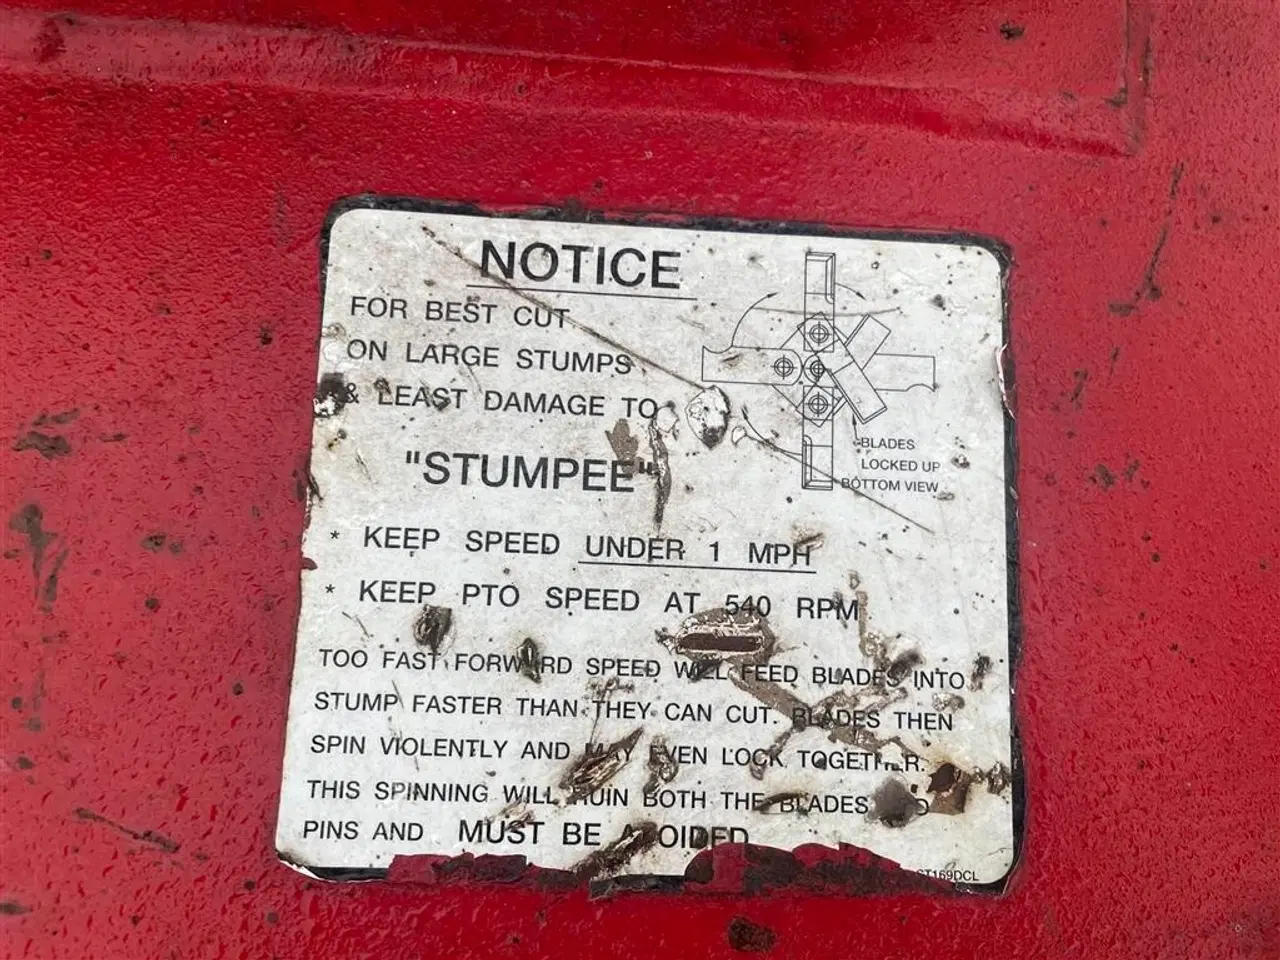 NOTICE
FOR BEST CUT
ON LARGE STUMPS
& LEAST DAMAGE TO
"STUMPEE"
BLADES
LOCKED UP
BOTTOM VIEW
* KEEP SPEED UNDER 1 MPH
* KEEP PTO SPEED AT 540 RPM
TOO FAST FORWARD SPEED WILL FEED BLADES INTO
STUMP FASTER THAN THEY CAN CUT. BLADES THEN
SPIN VIOLENTLY AND MAY EVEN LOCK TOGETHER.
THIS SPINNING WILL RUIN BOTH THE BLADES AND
PINS AND MUST BE AVOIDED
ST169DCL